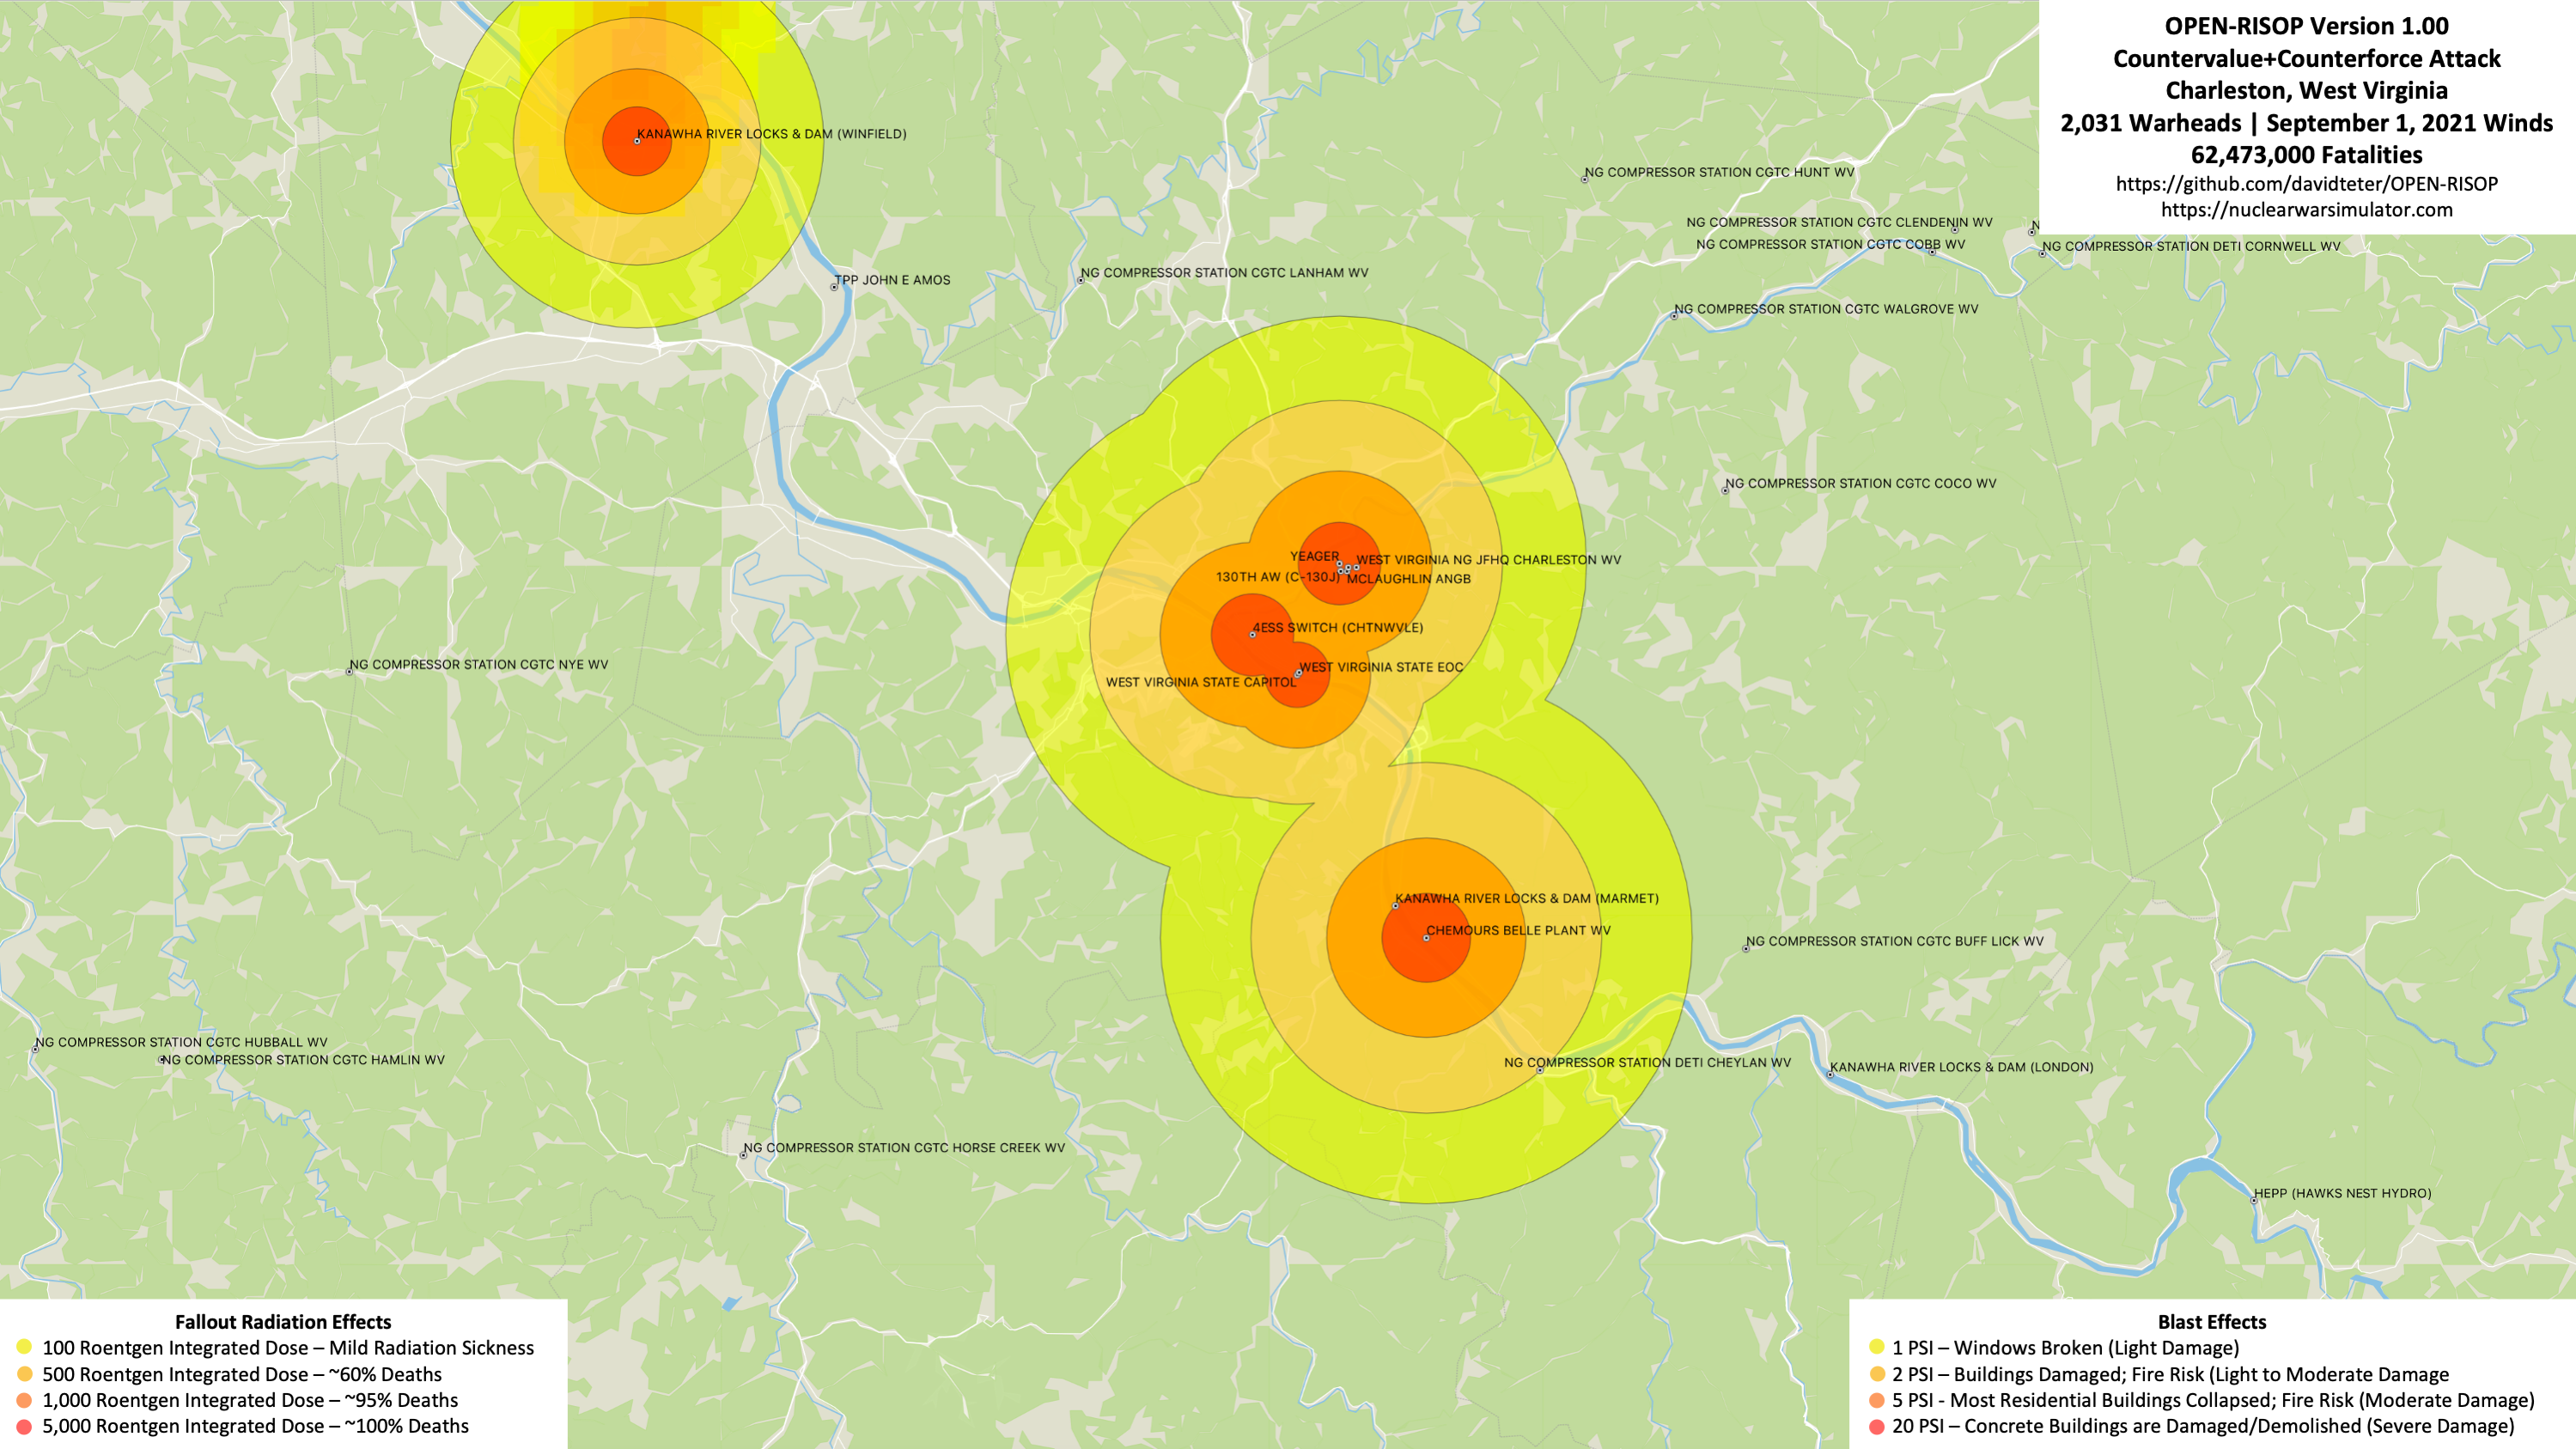 OPEN-RISOP Version 1.00
Countervalue+Counterforce Attack
Charleston, West Virginia
2,031 Warheads | September 1, 2021 Winds
62,473,000 Fatalities
https://github.com/davidteter/OPEN-RISOP
https://nuclearwarsimulator.com
KANAWHA RIVER LOCKS & DAM (WINFIELD)
NG COMPRESSOR STATION CGTC HUNT WV
NG COMPRESSOR STATION CGTC CLENDENIN WV
N
NG COMPRESSOR STATION CGTC COBB WV
NG COMPRESSOR STATION DETI CORNWELL WV
TPP JOHN E AMOS
NG COMPRESSOR STATION CGTC LANHAM WV
NG COMPRESSOR STATION CGTC WALGROVE WV
NG COMPRESSOR STATION CGTC COCO WV
YEAGER
WEST VIRGINIA NG JFHQ CHARLESTON WV
130TH AW (C-130J)
MCLAUGHLIN ANGB
4ESS SWITCH (CHTNWVLE)
NG COMPRESSOR STATION CGTC NYE WV
WEST VIRGINIA STATE EOC
WEST VIRGINIA STATE CAPITOL
KANAWHA RIVER LOCKS & DAM (MARMET)
CHEMOURS BELLE PLANT WV
NG COMPRESSOR STATION CGTC BUFF LICK WV
NG COMPRESSOR STATION CGTC HUBBALL WV
NG COMPRESSOR STATION CGTC HAMLIN WV
NG COMPRESSOR STATION DETI CHEYLAN WV
KANAWHA RIVER LOCKS & DAM (LONDON)
NG COMPRESSOR STATION CGTC HORSE CREEK WV
HEPP (HAWKS NEST HYDRO)
Fallout Radiation Effects
100 Roentgen Integrated Dose – Mild Radiation Sickness
500 Roentgen Integrated Dose – ~60% Deaths
1,000 Roentgen Integrated Dose – ~95% Deaths
5,000 Roentgen Integrated Dose – ~100% Deaths
Blast Effects
1 PSI – Windows Broken (Light Damage)
2 PSI – Buildings Damaged; Fire Risk (Light to Moderate Damage
5 PSI - Most Residential Buildings Collapsed; Fire Risk (Moderate Damage)
20 PSI – Concrete Buildings are Damaged/Demolished (Severe Damage)